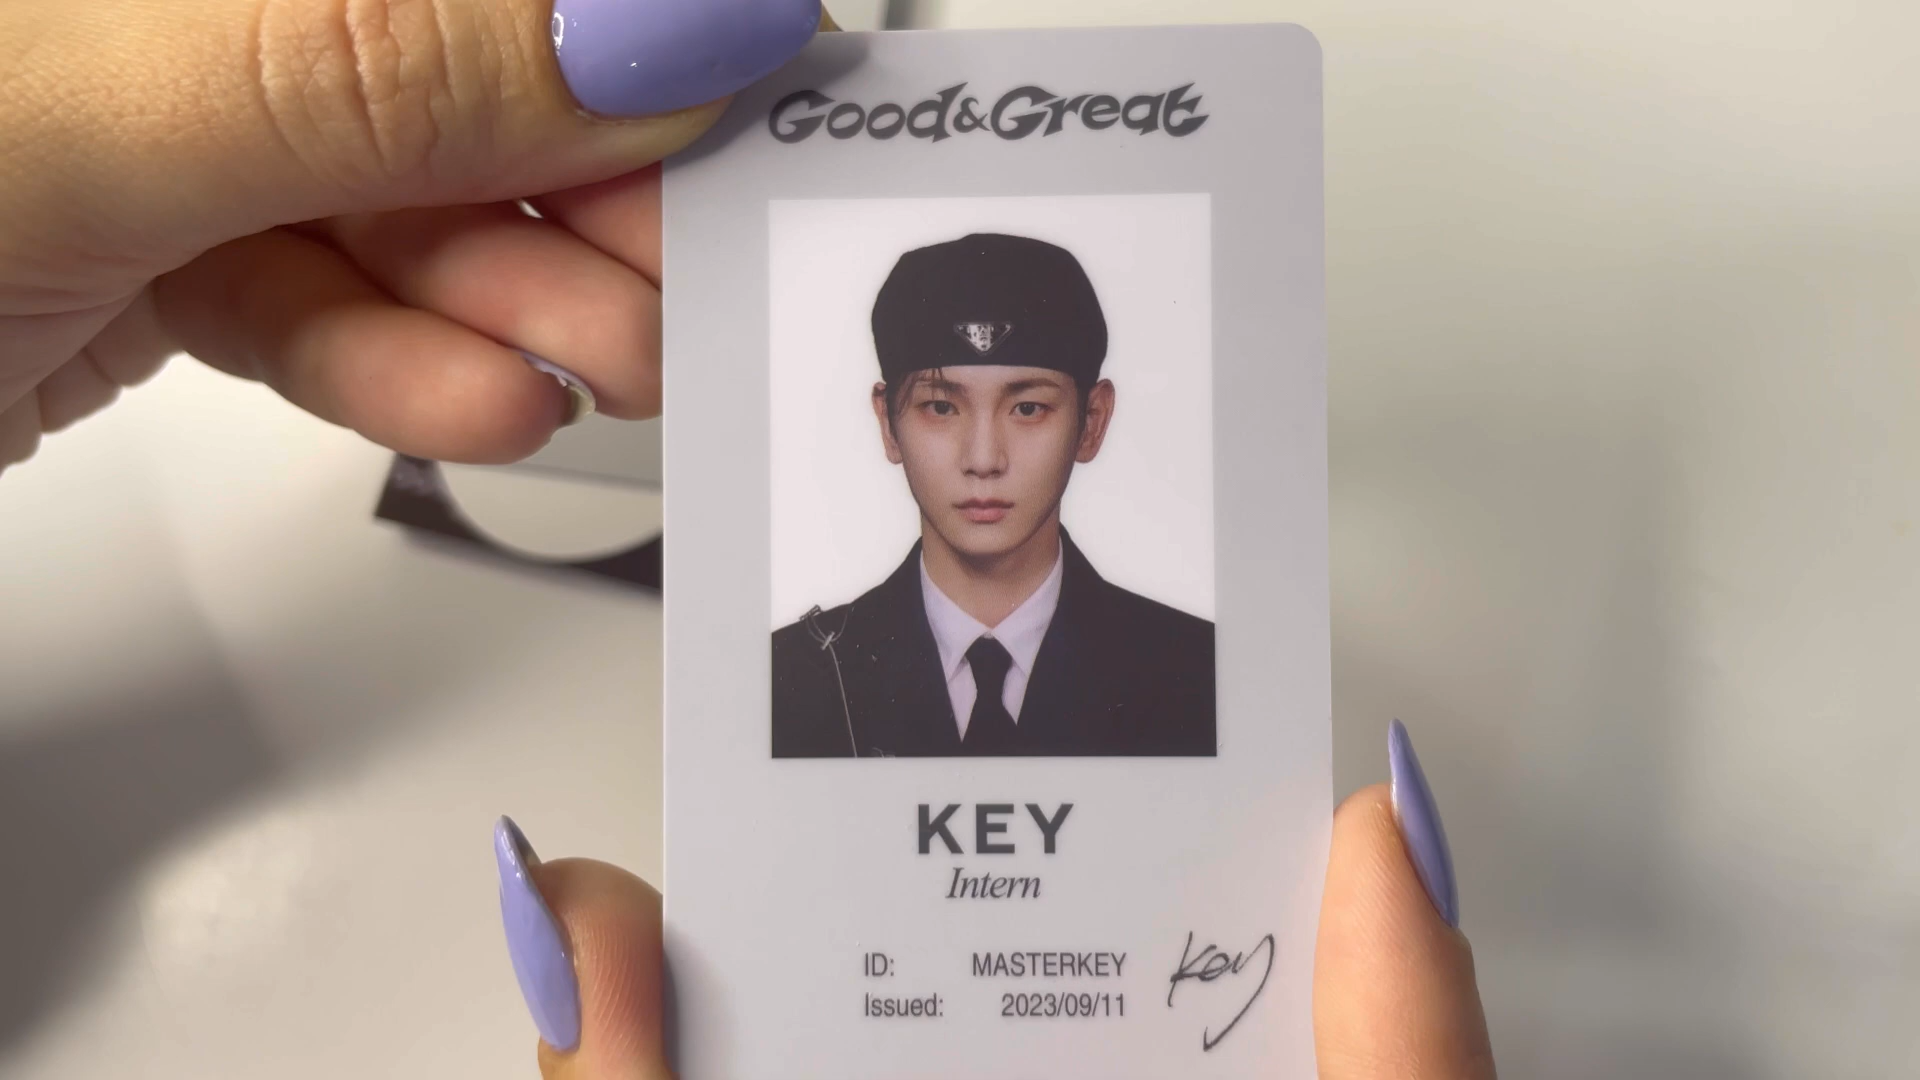 Good&Great
KEY
Intern
ID: MASTERKEY
Issued: 2023/09/11
Key